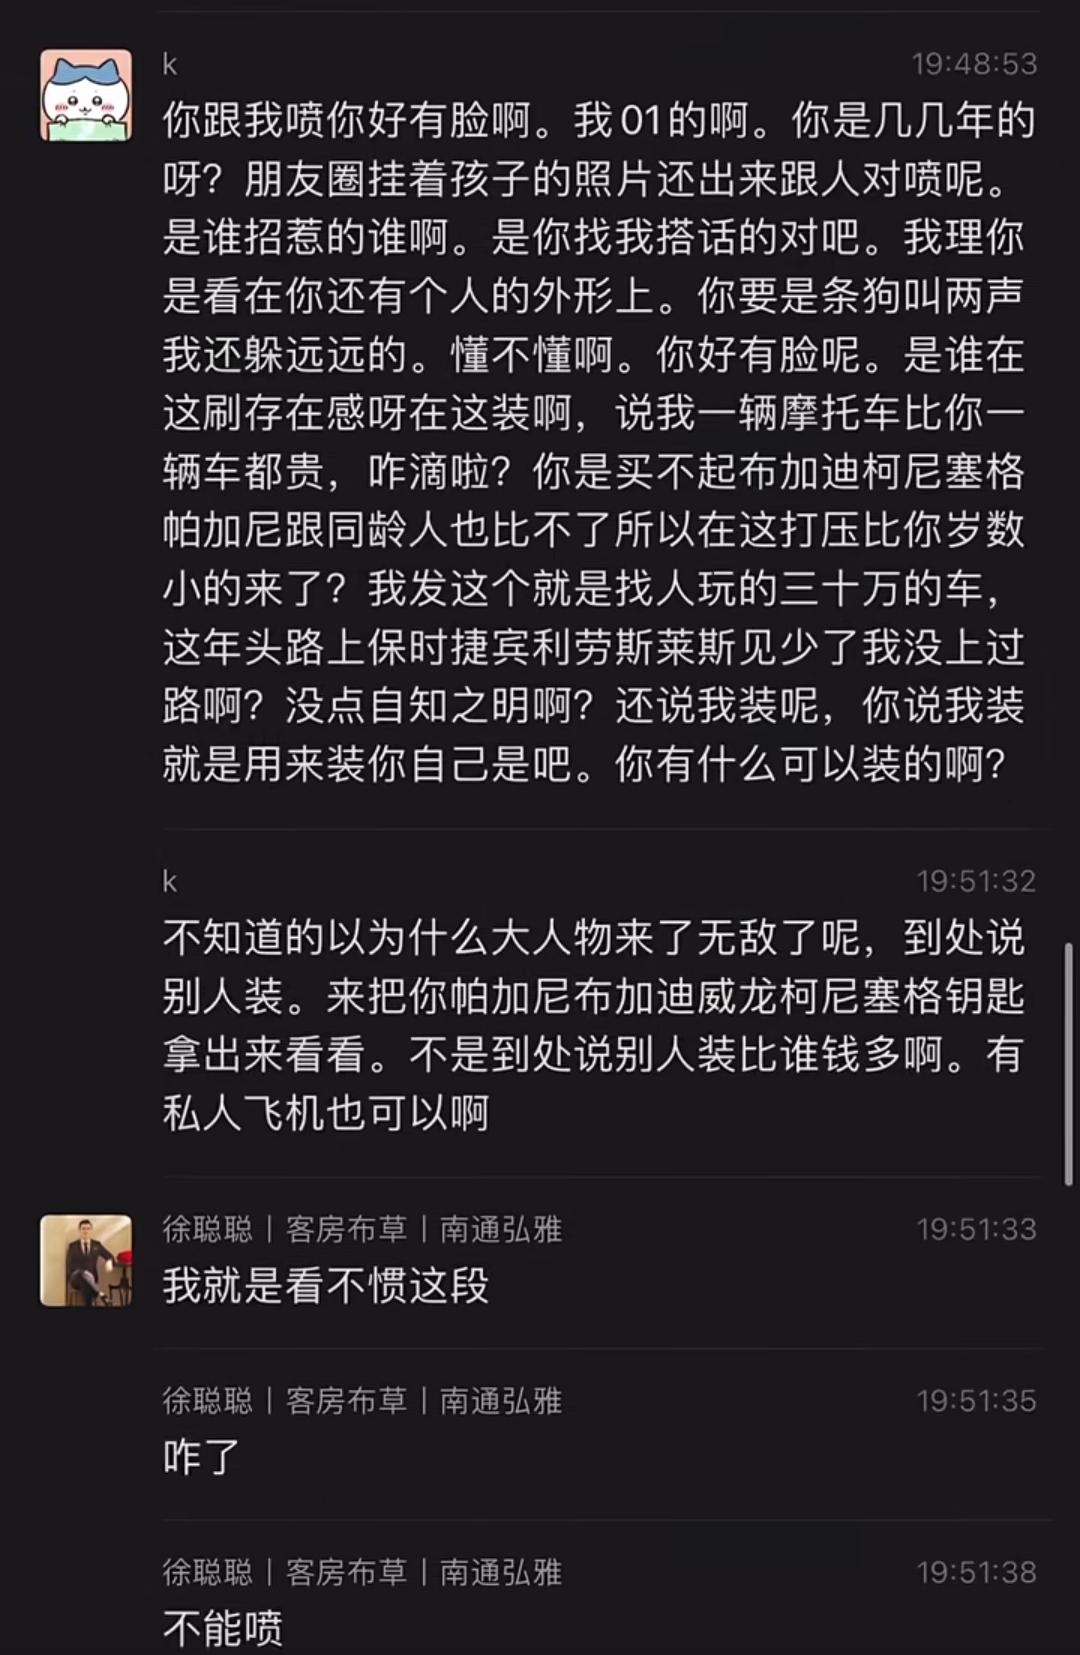 k 19:48:53
你跟我喷你好有脸啊。我01的啊。你是几几年的
呀？朋友圈挂着孩子的照片还出来跟人对喷呢。
是谁招惹的谁啊。是你找我搭话的对吧。我理你
是看在你还有个人的外形上。你要是条狗叫两声
我还躲远远的。懂不懂啊。你好有脸呢。是谁在
这刷存在感呀在这装啊，说我一辆摩托车比你一
辆车都贵，咋滴啦？你是买不起布加迪柯尼塞格
帕加尼跟同龄人也比不了所以在这打压比你岁数
小的来了？我发这个就是找人玩的三十万的车，
这年头路上保时捷宾利劳斯莱斯见少了我没上过
路啊？没点自知之明啊？还说我装呢，你说我装
就是用来装你自己是吧。你有什么可以装的啊？
k 19:51:32
不知道的以为什么大人物来了无敌了呢，到处说
别人装。来把你帕加尼布加迪威龙柯尼塞格钥匙
拿出来看看。不是到处说别人装比谁钱多啊。有
私人飞机也可以啊
徐聪聪丨客房布草丨南通弘雅 19:51:33
我就是看不惯这段
徐聪聪丨客房布草丨南通弘雅 19:51:35
咋了
徐聪聪丨客房布草丨南通弘雅 19:51:38
不能喷